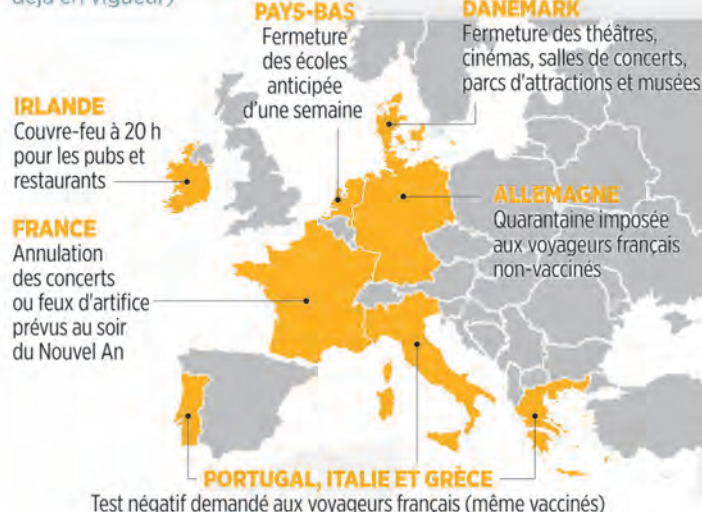 déjà en vigueur)
PAYS-BAS
Fermeture
des écoles
anticipée
d'une semaine
DANEMARK
Fermeture des théâtres,
cinémas, salles de concerts,
parcs d'attractions et musées
IRLANDE
Couvre-feu à 20 h
pour les pubs et
restaurants
ALLEMAGNE
Quarantaine imposée
aux voyageurs français
non-vaccinés
FRANCE
Annulation
des concerts
ou feux d'artifice
prévus au soir
du Nouvel An
PORTUGAL, ITALIE ET GRÈCE
Test négatif demandé aux voyageurs français (même vaccinés)